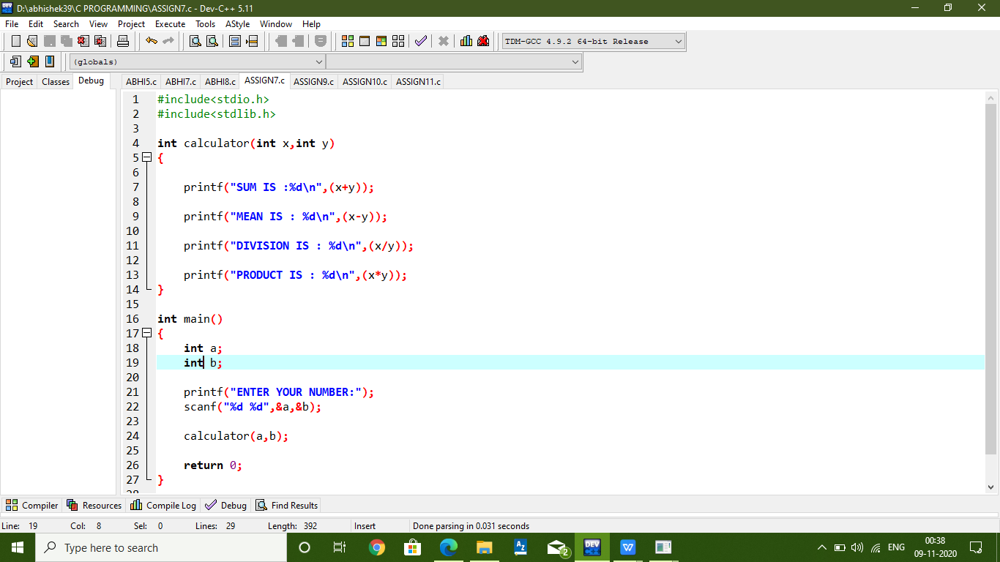 D:\abhishek39\C PROGRAMMING\ASSIGN7.c - Dev-C++ 5.11
File Edit Search View Project Execute Tools AStyle Window Help
TDM-GCC 4.9.2 64-bit Release
(globals)
Project Classes Debug ABHI5.c ABHI7.c ABHI8.c ASSIGN7.c ASSIGN9.c ASSIGN10.c ASSIGN11.c
1 #include<stdio.h>
2 #include<stdlib.h>
3
4 int calculator(int x,int y)
5 {
6
7 printf("SUM IS :%d\n",(x+y));
8
9 printf("MEAN IS : %d\n",(x-y));
10
11 printf("DIVISION IS : %d\n",(x/y));
12
13 printf("PRODUCT IS : %d\n",(x*y));
14 }
15
16 int main()
17 {
18 int a;
19 int b;
20
21 printf("ENTER YOUR NUMBER:");
22 scanf("%d %d",&a,&b);
23
24 calculator(a,b);
25
26 return 0;
27 }
Compiler Resources Compile Log Debug Find Results
Line: 19 Col: 8 Sel: 0 Lines: 29 Length: 392 Insert Done parsing in 0.031 seconds
Type here to search
2
DEV
ENG
00:38
09-11-2020